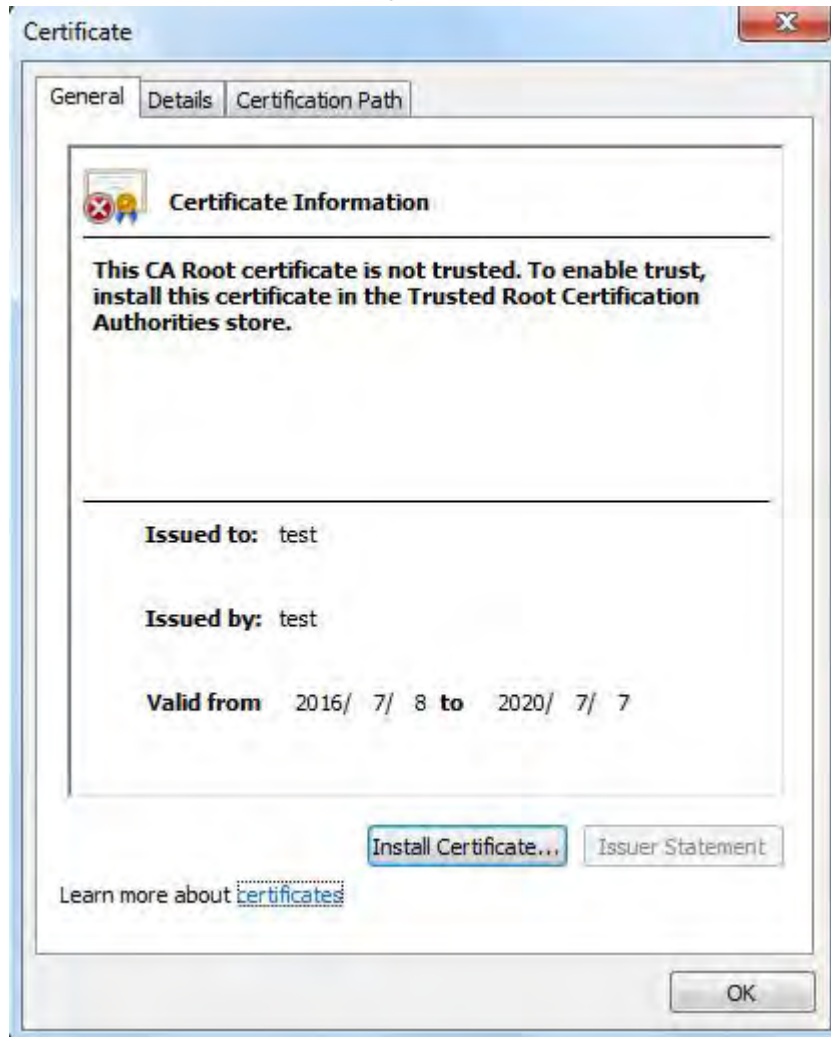 Certificate
General Details Certification Path
Certificate Information
This CA Root certificate is not trusted. To enable trust,
install this certificate in the Trusted Root Certification
Authorities store.
Issued to: test
Issued by: test
Valid from 2016/ 7/ 8 to 2020/ 7/ 7
Install Certificate... Issuer Statement
Learn more about certificates
OK